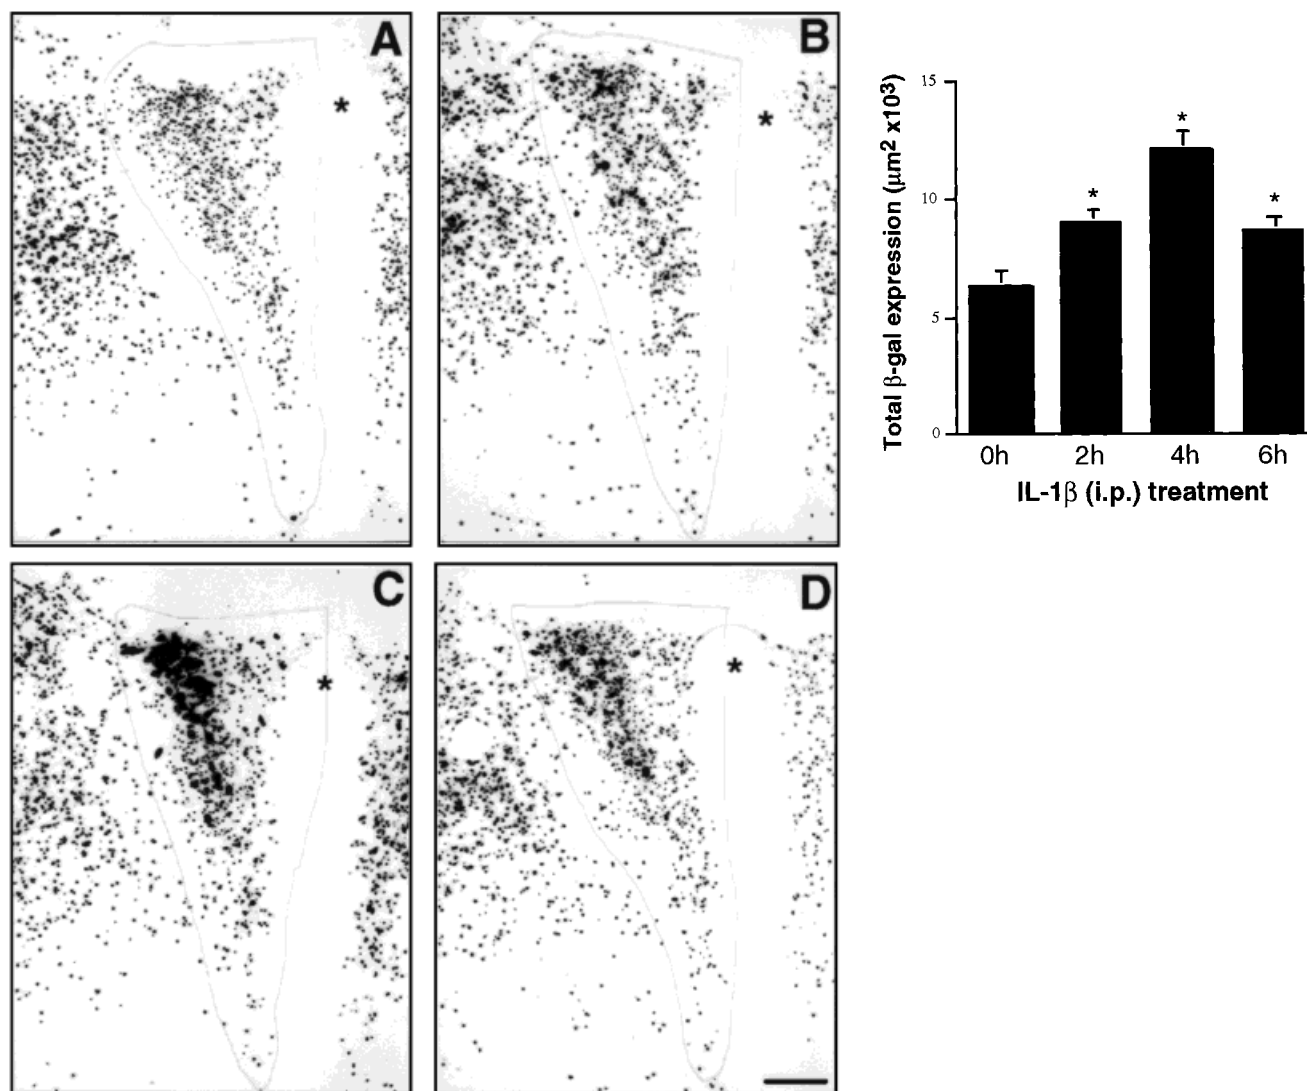 A
*
B
*
C
*
D
*
Total β-gal expression (μm² x10³)
15
10
5
0
*
*
*
0h 2h 4h 6h
IL-1β (i.p.) treatment